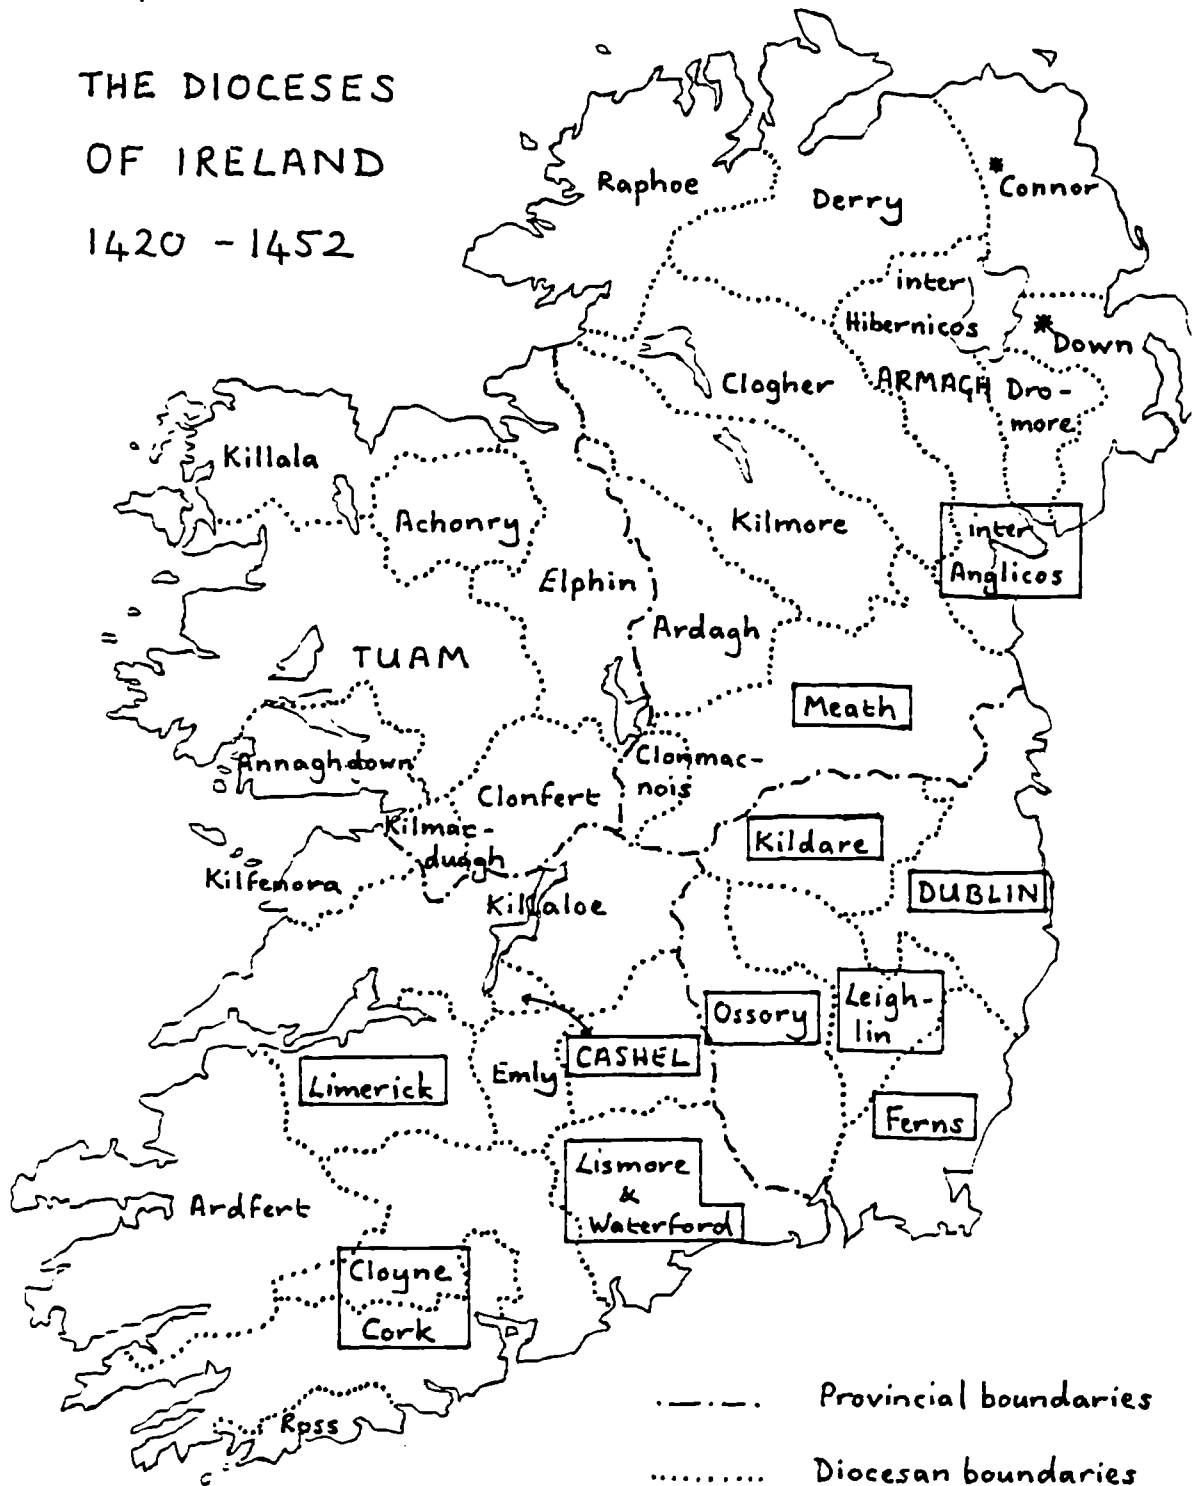 THE DIOCESES
OF IRELAND
1420 - 1452
Raphoe
Derry
* Connor
inter
Hibernicos
* Down
Clogher
ARMAGH
Dro-
more
Killala
Achonry
Kilmore
inter
Anglicos
Elphin
Ardagh
TUAM
Meath
Annaghdown
Clonmac-
nois
Clonfert
Kilmac-
duagh
Kildare
Kilfenora
Killaloe
DUBLIN
Ossory
Leigh-
lin
CASHEL
Emly
Limerick
Ferns
Lismore
&
Waterford
Ardfert
Cloyne
Cork
Ross
Provincial boundaries
Diocesan boundaries